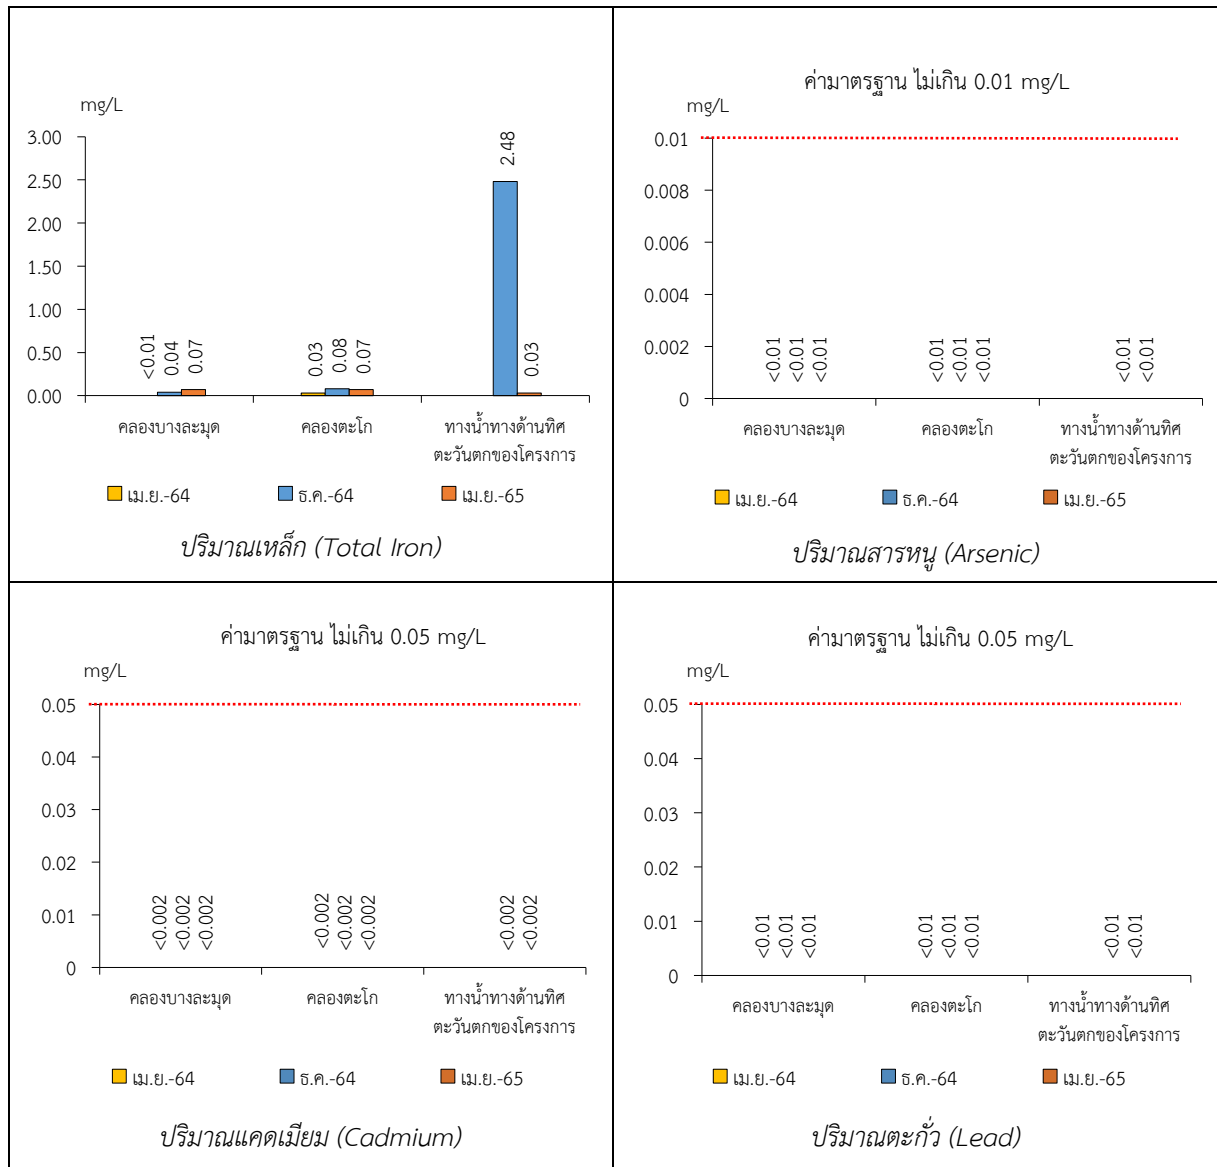 mg/L
3.00
2.50
2.00
1.50
1.00
0.50
0.00
<0.01
0.04
0.07
0.03
0.08
0.07
2.48
0.03
คลองบางละมุด
คลองตะโก
ทางน้ำทางด้านทิศ
ตะวันตกของโครงการ
เม.ย.-64
ธ.ค.-64
เม.ย.-65
ปริมาณเหล็ก (Total Iron)
ค่ามาตรฐาน ไม่เกิน 0.01 mg/L
mg/L
0.01
0.008
0.006
0.004
0.002
0
<0.01
<0.01
<0.01
<0.01
<0.01
<0.01
<0.01
<0.01
คลองบางละมุด
คลองตะโก
ทางน้ำทางด้านทิศ
ตะวันตกของโครงการ
เม.ย.-64
ธ.ค.-64
เม.ย.-65
ปริมาณสารหนู (Arsenic)
ค่ามาตรฐาน ไม่เกิน 0.05 mg/L
mg/L
0.05
0.04
0.03
0.02
0.01
0
<0.002
<0.002
<0.002
<0.002
<0.002
<0.002
<0.002
<0.002
คลองบางละมุด
คลองตะโก
ทางน้ำทางด้านทิศ
ตะวันตกของโครงการ
เม.ย.-64
ธ.ค.-64
เม.ย.-65
ปริมาณแคดเมียม (Cadmium)
ค่ามาตรฐาน ไม่เกิน 0.05 mg/L
mg/L
0.05
0.04
0.03
0.02
0.01
0
<0.01
<0.01
<0.01
<0.01
<0.01
<0.01
<0.01
<0.01
คลองบางละมุด
คลองตะโก
ทางน้ำทางด้านทิศ
ตะวันตกของโครงการ
เม.ย.-64
ธ.ค.-64
เม.ย.-65
ปริมาณตะกั่ว (Lead)